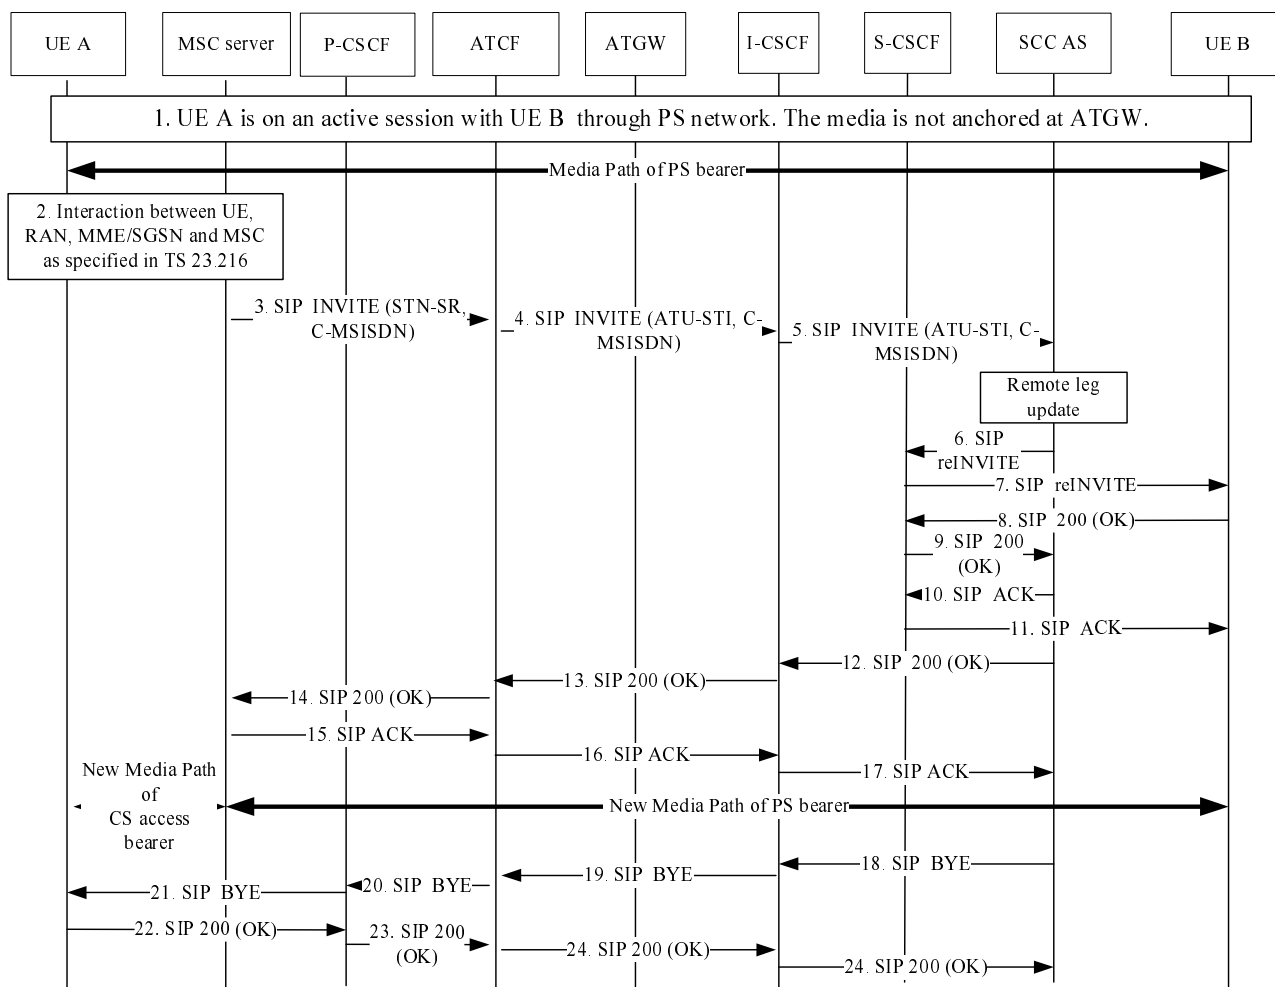 UE A
MSC server
P-CSCF
ATCF
ATGW
I-CSCF
S-CSCF
SCC AS
UE B
1. UE A is on an active session with UE B through PS network. The media is not anchored at ATGW.
Media Path of PS bearer
2. Interaction between UE,
RAN, MME/SGSN and MSC
as specified in TS 23.216
3. SIP INVITE (STN-SR,
C-MSISDN)
4. SIP INVITE (ATU-STI, C-
MSISDN)
5. SIP INVITE (ATU-STI, C-
MSISDN)
Remote leg
update
6. SIP
reINVITE
7. SIP reINVITE
8. SIP 200 (OK)
9. SIP 200
(OK)
10. SIP ACK
11. SIP ACK
12. SIP 200 (OK)
13. SIP 200 (OK)
14. SIP 200 (OK)
15. SIP ACK
16. SIP ACK
17. SIP ACK
New Media Path
of
CS access
bearer
New Media Path of PS bearer
18. SIP BYE
19. SIP BYE
20. SIP BYE
21. SIP BYE
22. SIP 200 (OK)
23. SIP 200
(OK)
24. SIP 200 (OK)
24. SIP 200 (OK)